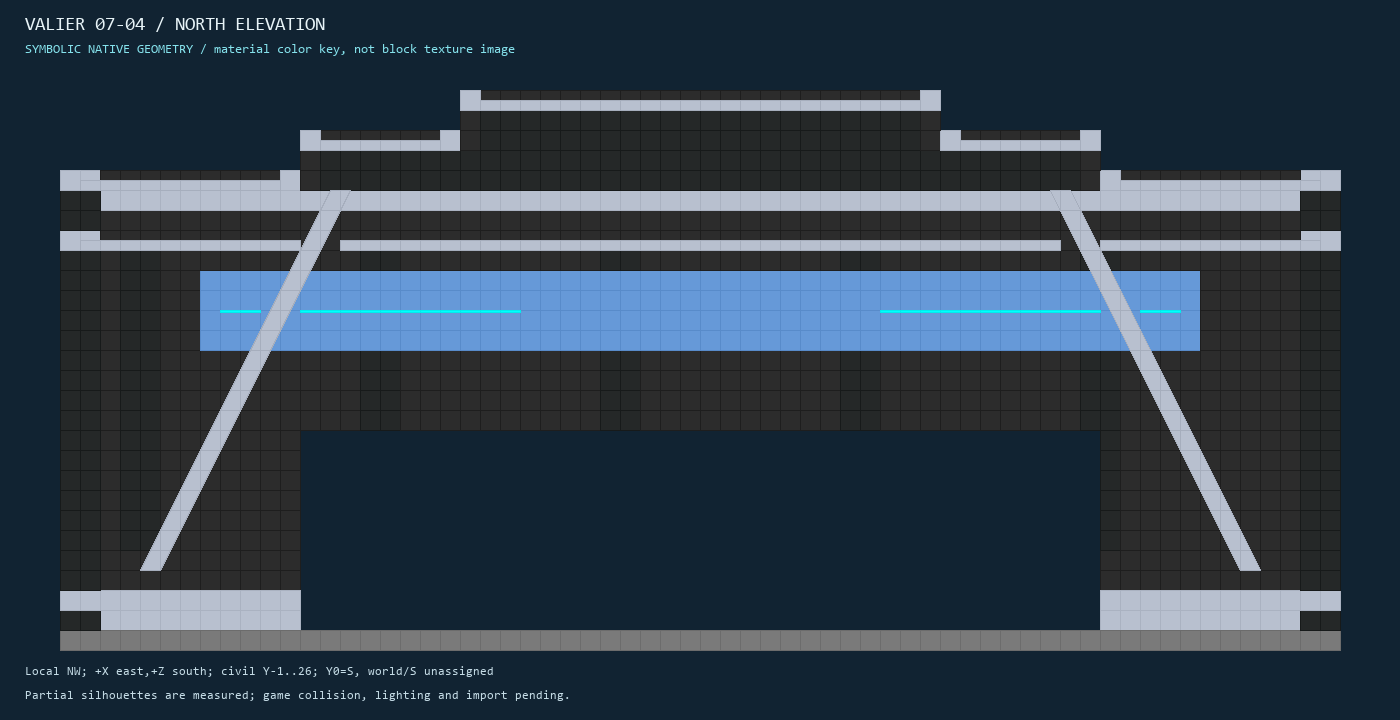 VALIER 07-04 / NORTH ELEVATION
SYMBOLIC NATIVE GEOMETRY / material color key, not block texture image
Local NW; +X east,+Z south; civil Y-1..26; Y0=S, world/S unassigned
Partial silhouettes are measured; game collision, lighting and import pending.